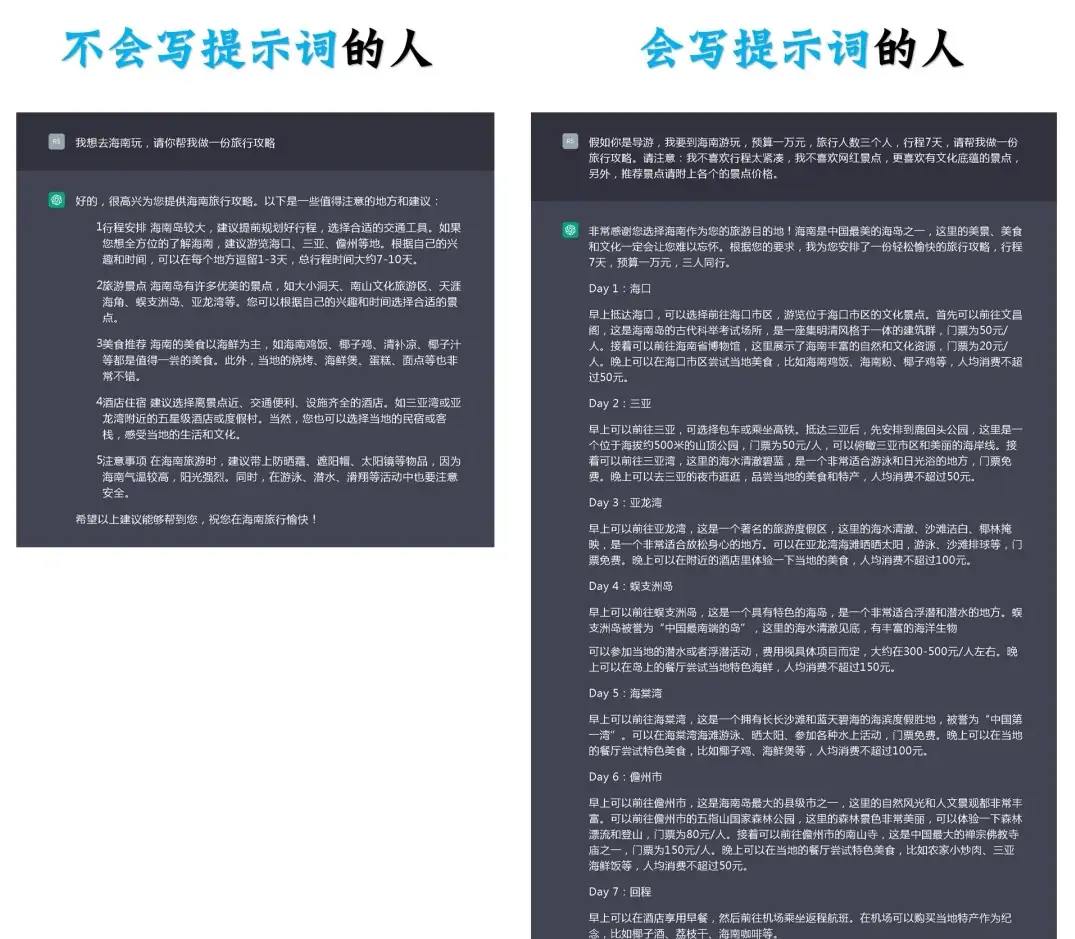 不会写提示词的人
RS
我想去海南玩，请你帮我做一份旅行攻略
好的，很高兴为您提供海南旅行攻略。以下是一些值得注意的地方和建议：
1行程安排 海南岛较大，建议提前规划好行程，选择合适的交通工具。如果
您想全方位的了解海南，建议游览海口、三亚、儋州等地。根据自己的兴
趣和时间，可以在每个地方逗留1-3天，总行程时间大约7-10天。
2旅游景点 海南岛有许多优美的景点，如大小洞天、南山文化旅游区、天涯
海角、蜈支洲岛、亚龙湾等。您可以根据自己的兴趣和时间选择合适的景
点。
3美食推荐 海南的美食以海鲜为主，如海南鸡饭、椰子鸡、清补凉、椰子汁
等都是值得一尝的美食。此外，当地的烧烤、海鲜煲、蛋糕、面点等也非
常不错。
4酒店住宿 建议选择离景点近、交通便利、设施齐全的酒店。如三亚湾或亚
龙湾附近的五星级酒店或度假村。当然，您也可以选择当地的民宿或客
栈，感受当地的生活和文化。
5注意事项 在海南旅游时，建议带上防晒霜、遮阳帽、太阳镜等物品，因为
海南气温较高，阳光强烈。同时，在游泳、潜水、滑翔等活动中也要注意
安全。
希望以上建议能够帮到您，祝您在海南旅行愉快！
会写提示词的人
RS
假如你是导游，我要到海南游玩，预算一万元，旅行人数三个人，行程7天，请帮我做一份
旅行攻略。请注意：我不喜欢行程太紧凑，我不喜欢网红景点，更喜欢有文化底蕴的景点，
另外，推荐景点请附上各个的景点价格。
非常感谢您选择海南作为您的旅游目的地！海南是中国最美的海岛之一，这里的美景、美食
和文化一定会让您难以忘怀。根据您的要求，我为您安排了一份轻松愉快的旅行攻略，行程
7天，预算一万元，三人同行。
Day 1：海口
早上抵达海口，可以选择前往海口市区，游览位于海口市区的文化景点。首先可以前往文昌
阁，这是海南岛的古代科举考试场所，是一座集明清风格于一体的建筑群，门票为50元/
人。接着可以前往海南省博物馆，这里展示了海南丰富的自然和文化资源，门票为20元/
人。晚上可以在海口市区尝试当地美食，比如海南鸡饭、海南粉、椰子鸡等，人均消费不超
过50元。
Day 2：三亚
早上可以前往三亚，可选择包车或乘坐高铁。抵达三亚后，先安排到鹿回头公园，这里是一
个位于海拔约500米的山顶公园，门票为50元/人，可以俯瞰三亚市区和美丽的海岸线。接
着可以前往三亚湾，这里的海水清澈碧蓝，是一个非常适合游泳和日光浴的地方，门票免
费。晚上可以去三亚的夜市逛逛，品尝当地的美食和特产，人均消费不超过50元。
Day 3：亚龙湾
早上可以前往亚龙湾，这是一个著名的旅游度假区，这里的海水清澈、沙滩洁白、椰林掩
映，是一个非常适合放松身心的地方。可以在亚龙湾海滩晒晒太阳，游泳、沙滩排球等，门
票免费。晚上可以在附近的酒店里体验一下当地的美食，人均消费不超过100元。
Day 4：蜈支洲岛
早上可以前往蜈支洲岛，这是一个具有特色的海岛，是一个非常适合浮潜和潜水的地方。蜈
支洲岛被誉为“中国最南端的岛”，这里的海水清澈见底，有丰富的海洋生物
可以参加当地的潜水或者浮潜活动，费用视具体项目而定，大约在300-500元/人左右。晚
上可以在岛上的餐厅尝试当地特色海鲜，人均消费不超过150元。
Day 5：海棠湾
早上可以前往海棠湾，这是一个拥有长长沙滩和蓝天碧海的海滨度假胜地，被誉为“中国第
一湾”。可以在海棠湾海滩游泳、晒太阳、参加各种水上活动，门票免费。晚上可以在当地
的餐厅尝试特色美食，比如椰子鸡、海鲜煲等，人均消费不超过100元。
Day 6：儋州市
早上可以前往儋州市，这是海南岛最大的县级市之一，这里的自然风光和人文景观都非常丰
富。可以前往儋州市的五指山国家森林公园，这里的森林景色非常美丽，可以体验一下森林
漂流和登山，门票为80元/人。接着可以前往儋州市的南山寺，这是中国最大的禅宗佛教寺
庙之一，门票为150元/人。晚上可以在当地的餐厅尝试特色美食，比如农家小炒肉、三亚
海鲜饭等，人均消费不超过50元。
Day 7：回程
早上可以在酒店享用早餐，然后前往机场乘坐返程航班。在机场可以购买当地特产作为纪
念，比如椰子酒、荔枝干、海南咖啡等。